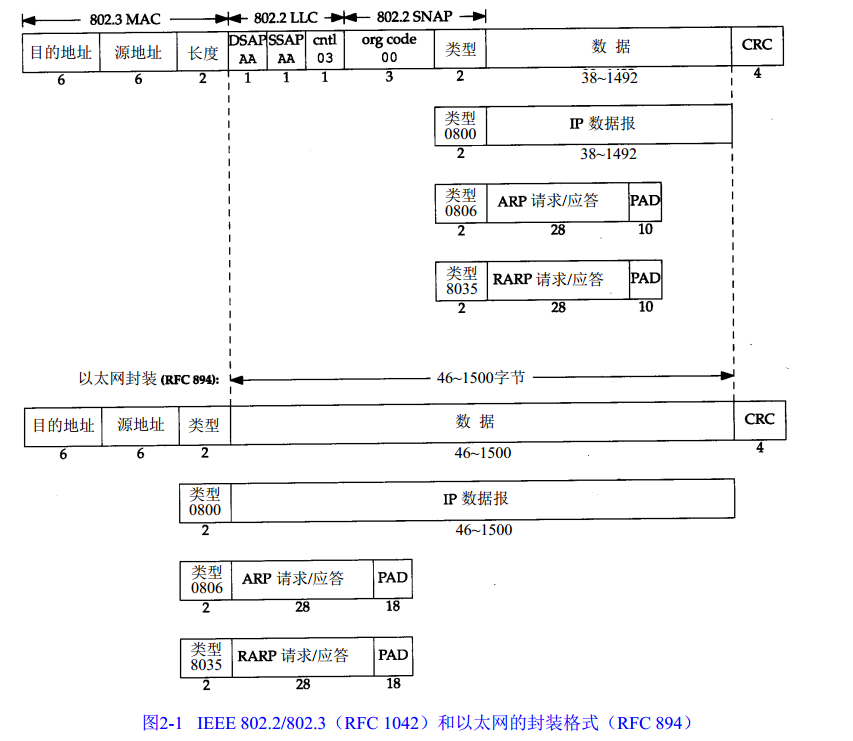 802.3 MAC 802.2 LLC 802.2 SNAP
目的地址 源地址 长度 DSAP AA SSAP AA cntl 03 org code 00 类型 数 据 CRC
6 6 2 1 1 1 3 2 38~1492 4
类型 0800 IP 数据报
2 38~1492
类型 0806 ARP 请求/应答 PAD
2 28 10
类型 8035 RARP 请求/应答 PAD
2 28 10
以太网封装 (RFC 894): 46~1500字节
目的地址 源地址 类型 数 据 CRC
6 6 2 46~1500 4
类型 0800 IP 数据报
2 46~1500
类型 0806 ARP 请求/应答 PAD
2 28 18
类型 8035 RARP 请求/应答 PAD
2 28 18
图2-1 IEEE 802.2/802.3（RFC 1042）和以太网的封装格式（RFC 894）